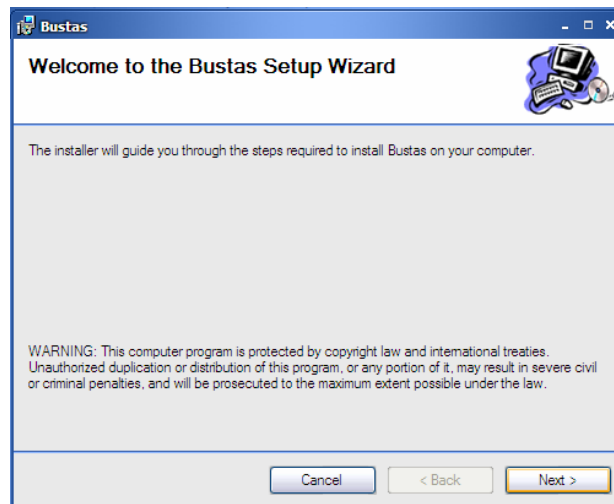 Bustas
Welcome to the Bustas Setup Wizard
The installer will guide you through the steps required to install Bustas on your computer.
WARNING: This computer program is protected by copyright law and international treaties.
Unauthorized duplication or distribution of this program, or any portion of it, may result in severe civil
or criminal penalties, and will be prosecuted to the maximum extent possible under the law.
Cancel
< Back
Next >